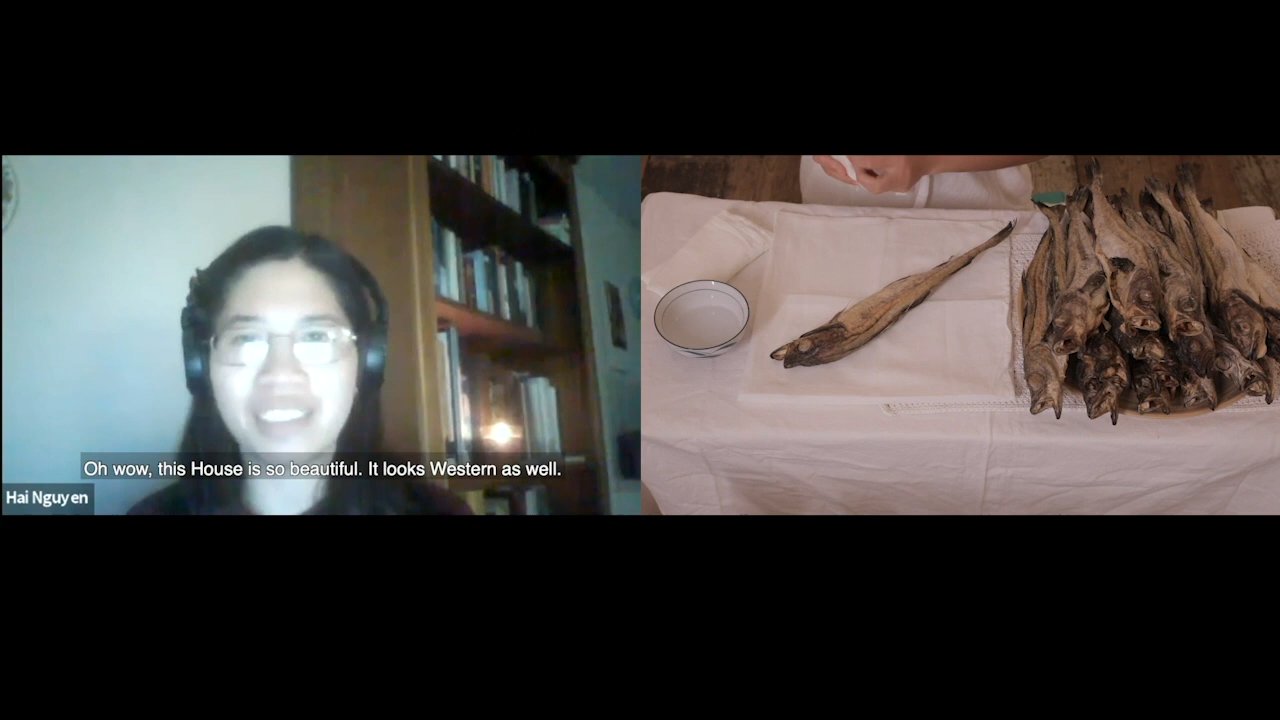 Oh wow, this House is so beautiful. It looks Western as well.
Hai Nguyen